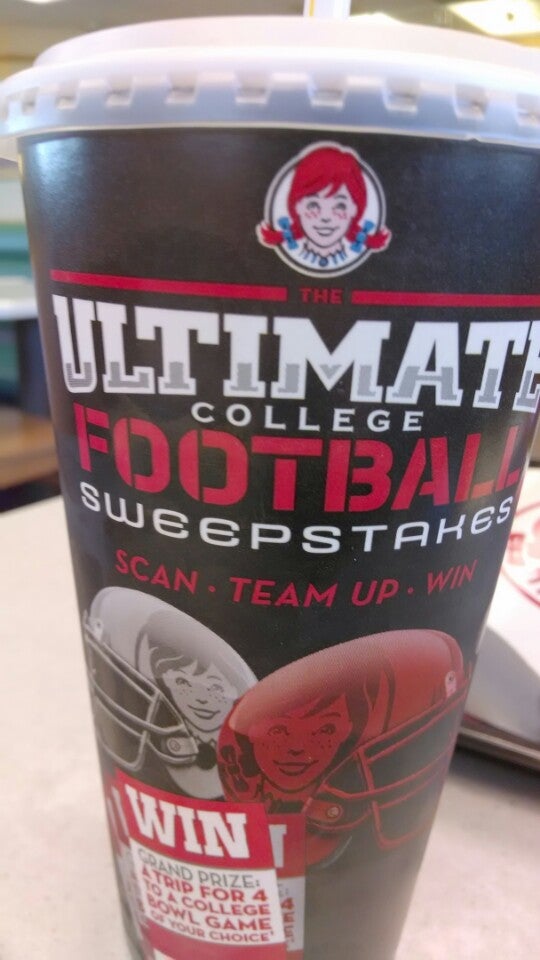 THE
ULTIMATE
COLLEGE
FOOTBALL
SWEEPSTAKES
SCAN · TEAM UP · WIN
WIN
GRAND PRIZE:
A TRIP FOR 4
TO A COLLEGE
BOWL GAME
OF YOUR CHOICE